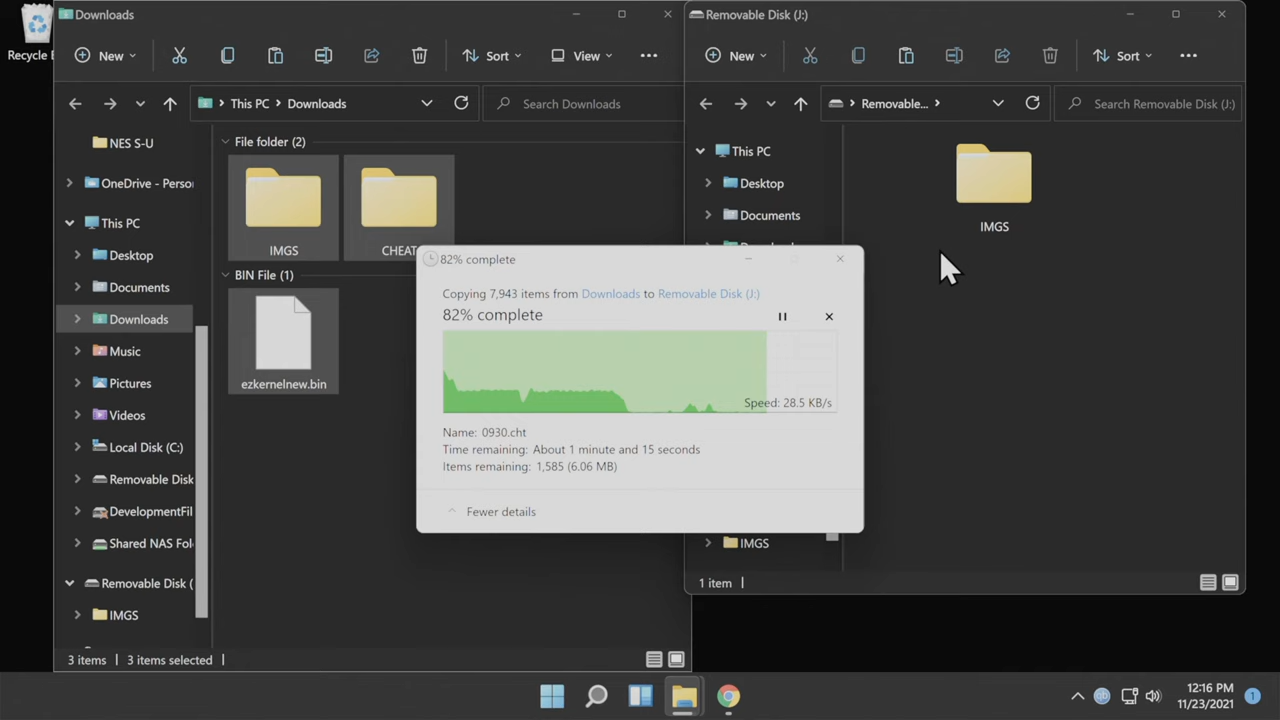 Recycle B
Downloads
New
Sort
View
This PC
Downloads
Search Downloads
NES S-U
OneDrive - Perso
This PC
Desktop
Documents
Downloads
Music
Pictures
Videos
Local Disk (C:)
Removable Disk
DevelopmentFil
Shared NAS Fol
Removable Disk (
IMGS
File folder (2)
IMGS
CHEAT
BIN File (1)
ezkernelnew.bin
3 items
3 items selected
Removable Disk (J:)
New
Sort
Removable...
Search Removable Disk (J:)
This PC
Desktop
Documents
IMGS
IMGS
1 item
82% complete
Copying 7,943 items from Downloads to Removable Disk (J:)
82% complete
Speed: 28.5 KB/s
Name: 0930.cht
Time remaining: About 1 minute and 15 seconds
Items remaining: 1,585 (6.06 MB)
Fewer details
12:16 PM
11/23/2021
1